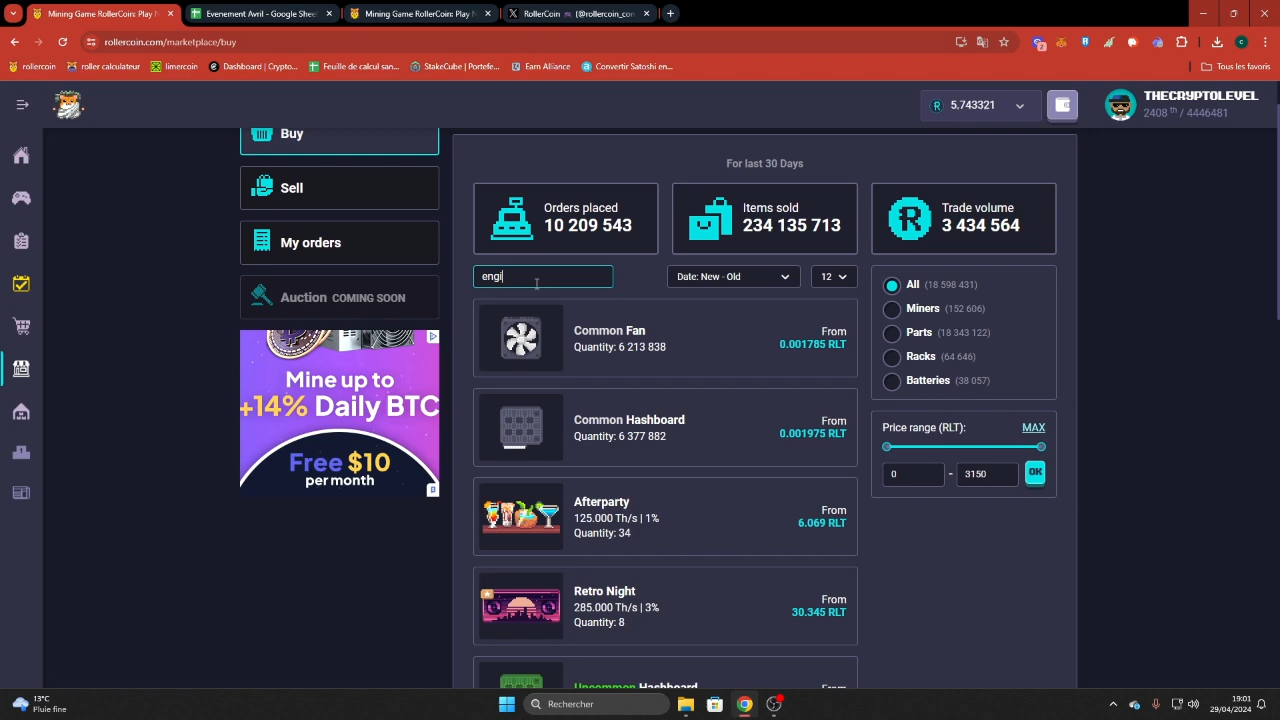 Mining Game RollerCoin: Play N
Evenement Avril - Google Shee
Mining Game RollerCoin: Play N
RollerCoin 🎮 (@rollercoin_con
rollercoin.com/marketplace/buy
rollercoin
roller calculateur
limercoin
Dashboard | Crypto...
Feuille de calcul san...
StakeCube | Portefe...
Earn Alliance
Convertir Satoshi en...
Tous les favoris
5.743321
THECRYPTOLEVEL
2408 th / 4446481
Buy
Sell
My orders
Auction COMING SOON
Mine up to
+14% Daily BTC
Free $10
per month
For last 30 Days
Orders placed
10 209 543
Items sold
234 135 713
Trade volume
3 434 564
engi
Date: New - Old
12
Common Fan
Quantity: 6 213 838
From
0.001785 RLT
Common Hashboard
Quantity: 6 377 882
From
0.001975 RLT
Afterparty
125.000 Th/s | 1%
Quantity: 34
From
6.069 RLT
Retro Night
285.000 Th/s | 3%
Quantity: 8
From
30.345 RLT
Uncommon Hashboard
From
All (18 598 431)
Miners (152 606)
Parts (18 343 122)
Racks (64 646)
Batteries (38 057)
Price range (RLT): MAX
0 - 3150 OK
13°C
Pluie fine
Rechercher
19:01
29/04/2024